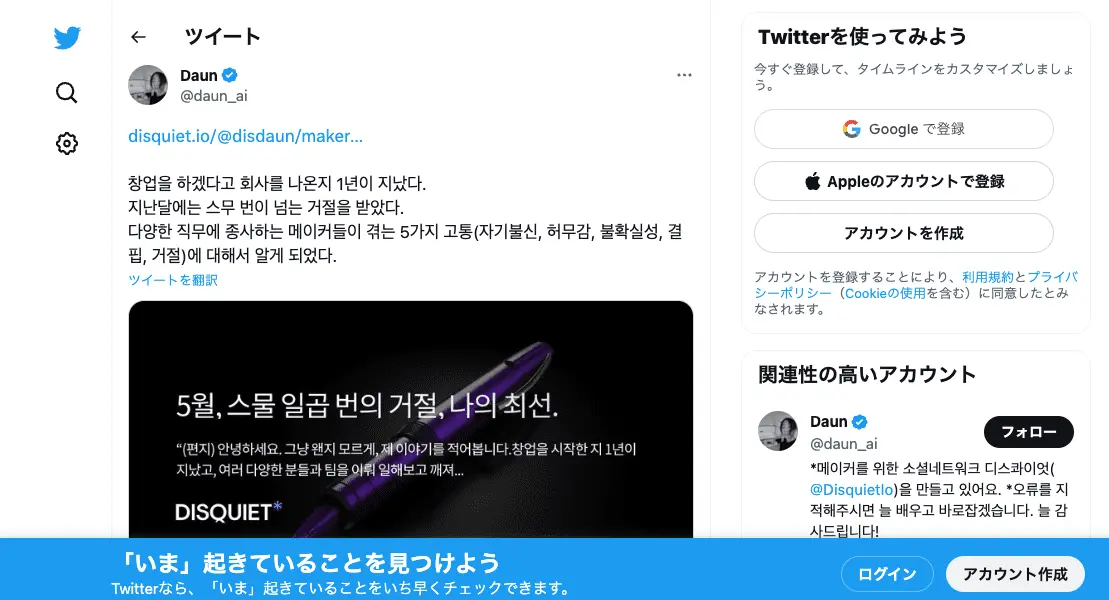 ツイート
Daun
@daun_ai
disquiet.io/@disdaun/maker...
창업을 하겠다고 회사를 나온지 1년이 지났다.
지난달에는 스무 번이 넘는 거절을 받았다.
다양한 직무에 종사하는 메이커들이 겪는 5가지 고통(자기불신, 허무감, 불확실성, 결
핍, 거절)에 대해서 알게 되었다.
ツイートを翻訳
5월, 스물 일곱 번의 거절, 나의 최선.
“(편지) 안녕하세요. 그냥 왠지 모르게, 제 이야기를 적어봅니다.창업을 시작한 지 1년이
지났고, 여러 다양한 분들과 팀을 이뤄 일해보고 깨져...
DISQUIET*
Twitterを使ってみよう
今すぐ登録して、タイムラインをカスタマイズしましょ
う。
Google で登録
Appleのアカウントで登録
アカウントを作成
アカウントを登録することにより、利用規約とプライバ
シーポリシー（Cookieの使用を含む）に同意したとみ
なされます。
関連性の高いアカウント
Daun
@daun_ai
フォロー
*메이커를 위한 소셜네트워크 디스콰이엇(
@DisquietIo)을 만들고 있어요. *오류를 지
적해주시면 늘 배우고 바로잡겠습니다. 늘 감
사드립니다!
「いま」起きていることを見つけよう
Twitterなら、「いま」起きていることをいち早くチェックできます。
ログイン
アカウント作成